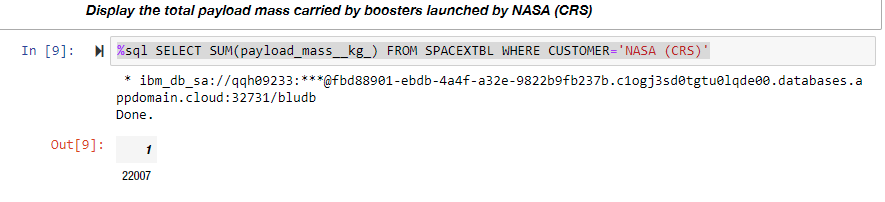 Display the total payload mass carried by boosters launched by NASA (CRS)
In [9]: %sql SELECT SUM(payload_mass__kg_) FROM SPACEXTBL WHERE CUSTOMER='NASA (CRS)'
* ibm_db_sa://qqh09233:***@fbd88901-ebdb-4a4f-a32e-9822b9fb237b.c1ogj3sd0tgtu0lqde00.databases.a
ppdomain.cloud:32731/bludb
Done.
Out[9]: 1
22007